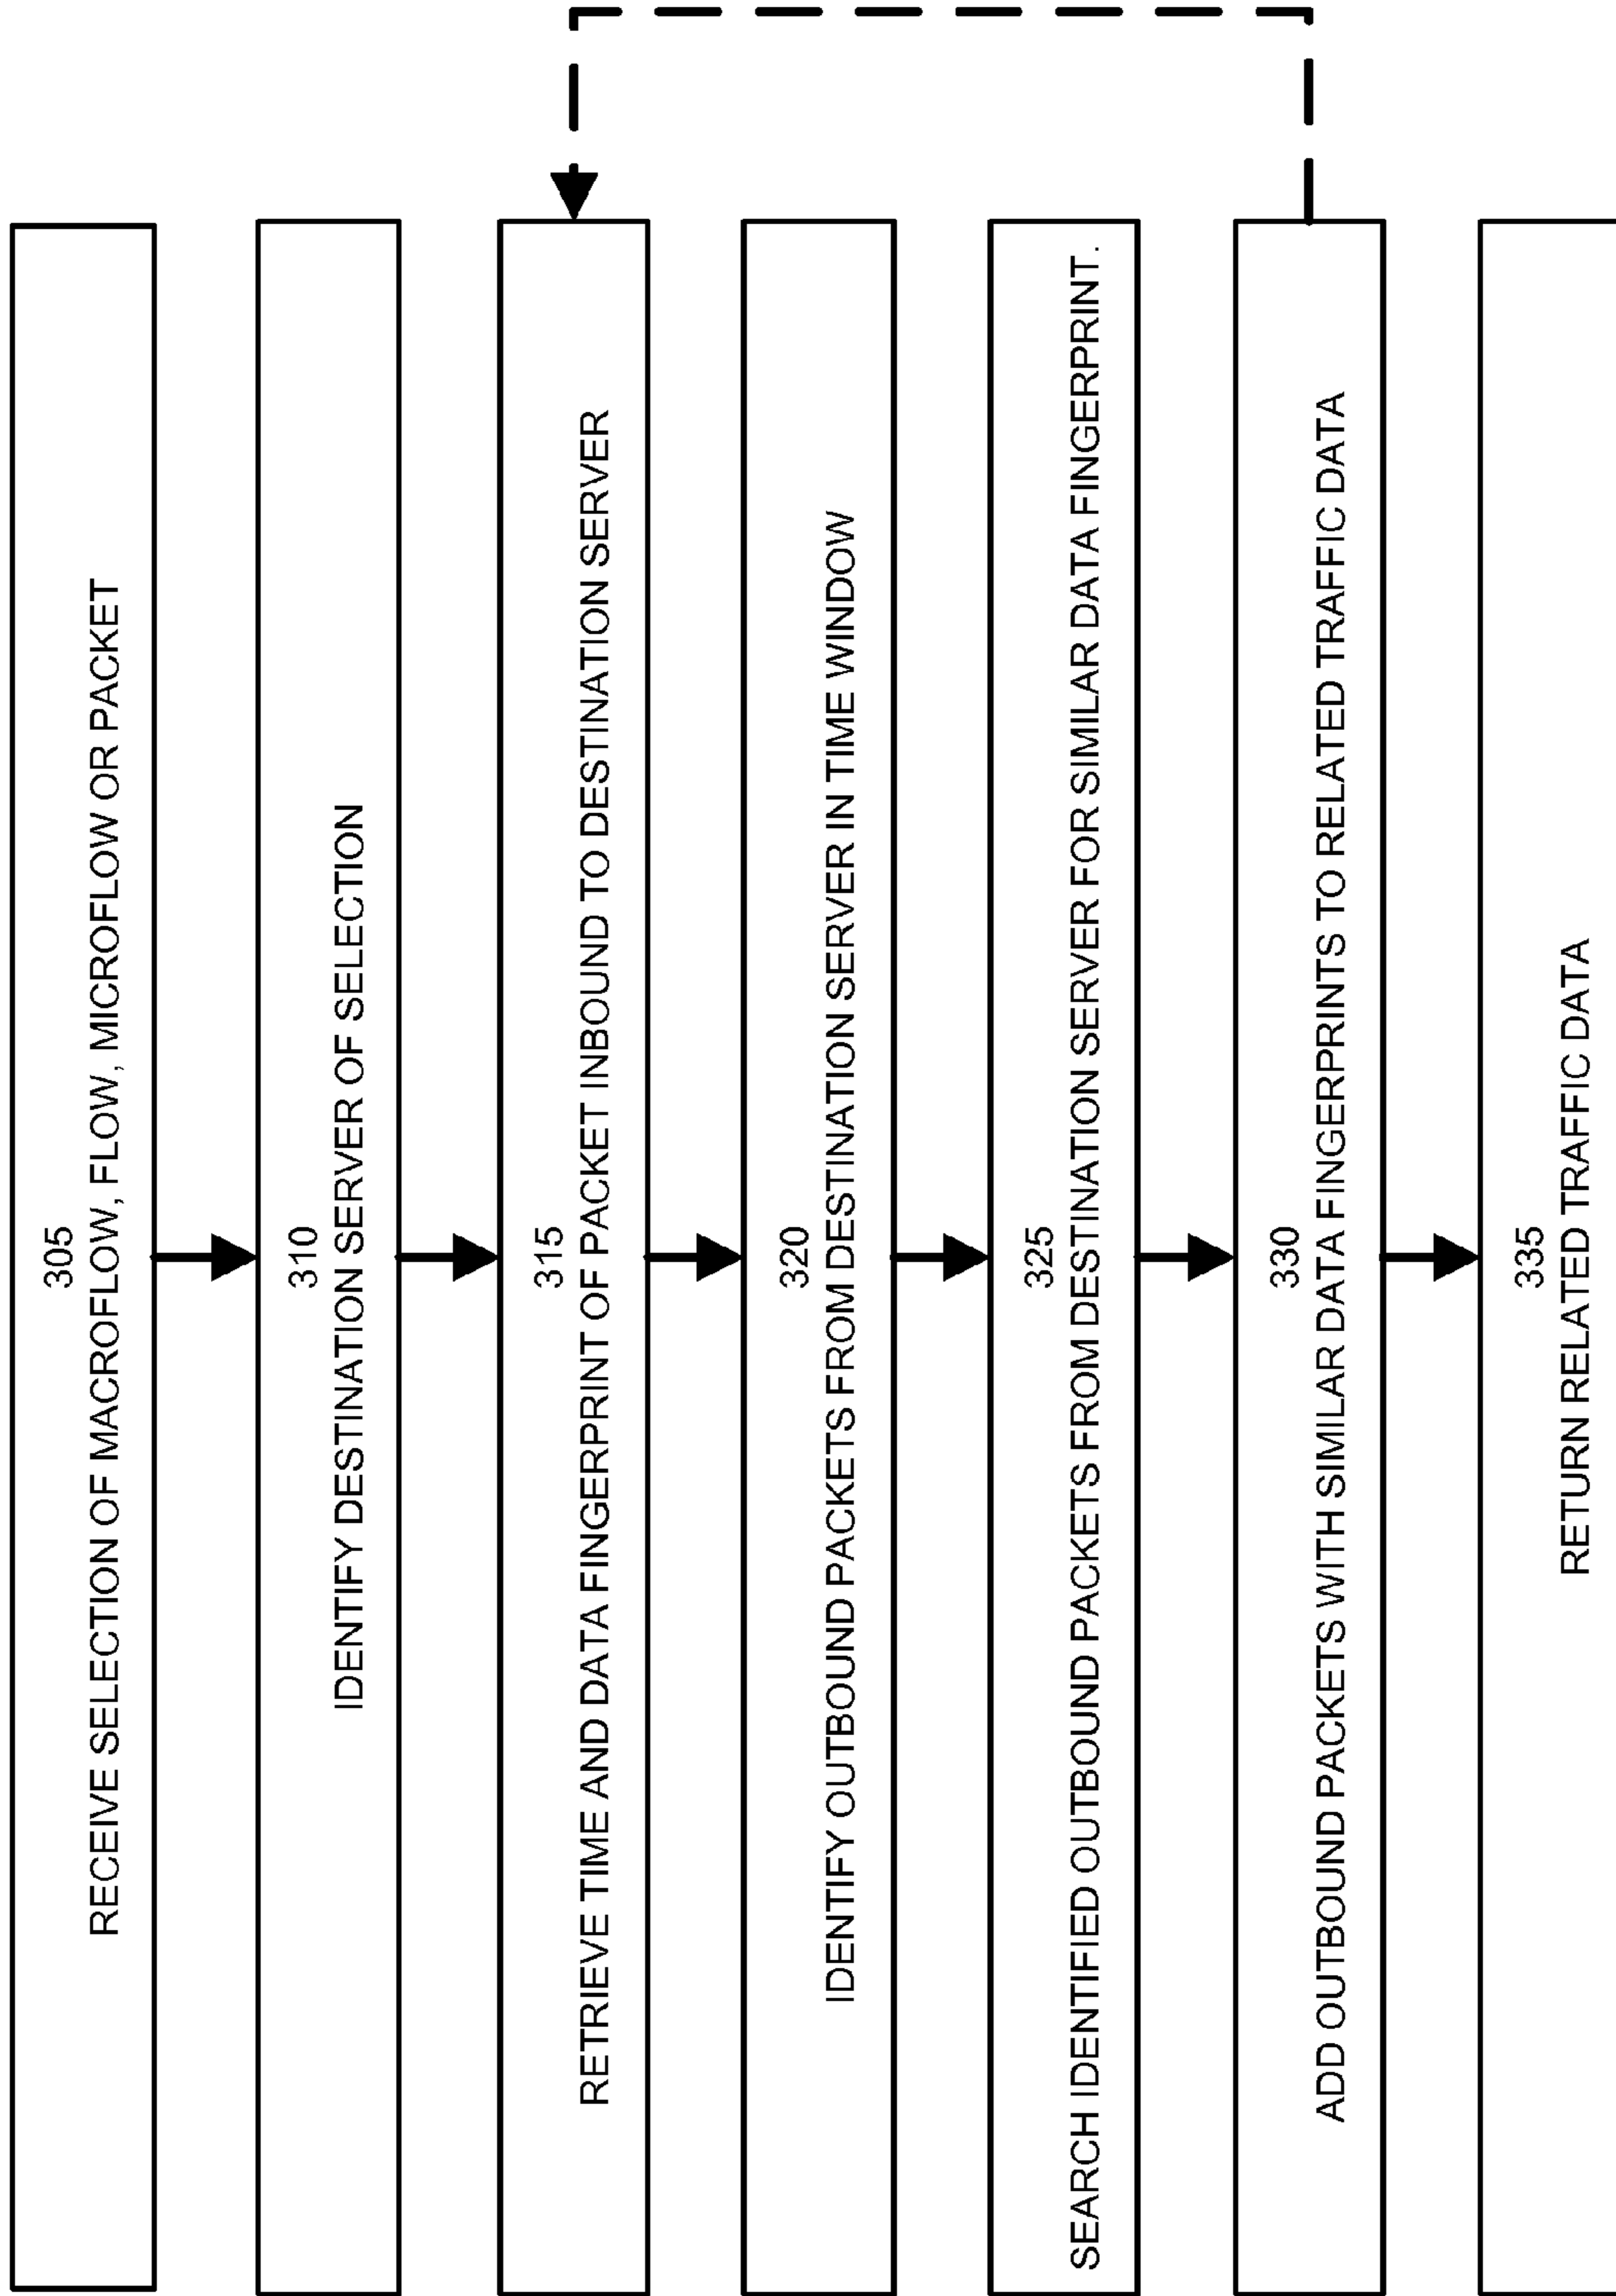 305
RECEIVE SELECTION OF MACROFLOW, FLOW, MICROFLOW OR PACKET
310
IDENTIFY DESTINATION SERVER OF SELECTION
315
RETRIEVE TIME AND DATA FINGERPRINT OF PACKET INBOUND TO DESTINATION SERVER
320
IDENTIFY OUTBOUND PACKETS FROM DESTINATION SERVER IN TIME WINDOW
325
SEARCH IDENTIFIED OUTBOUND PACKETS FROM DESTINATION SERVER FOR SIMILAR DATA FINGERPRINT.
330
ADD OUTBOUND PACKETS WITH SIMILAR DATA FINGERPRINTS TO RELATED TRAFFIC DATA
335
RETURN RELATED TRAFFIC DATA